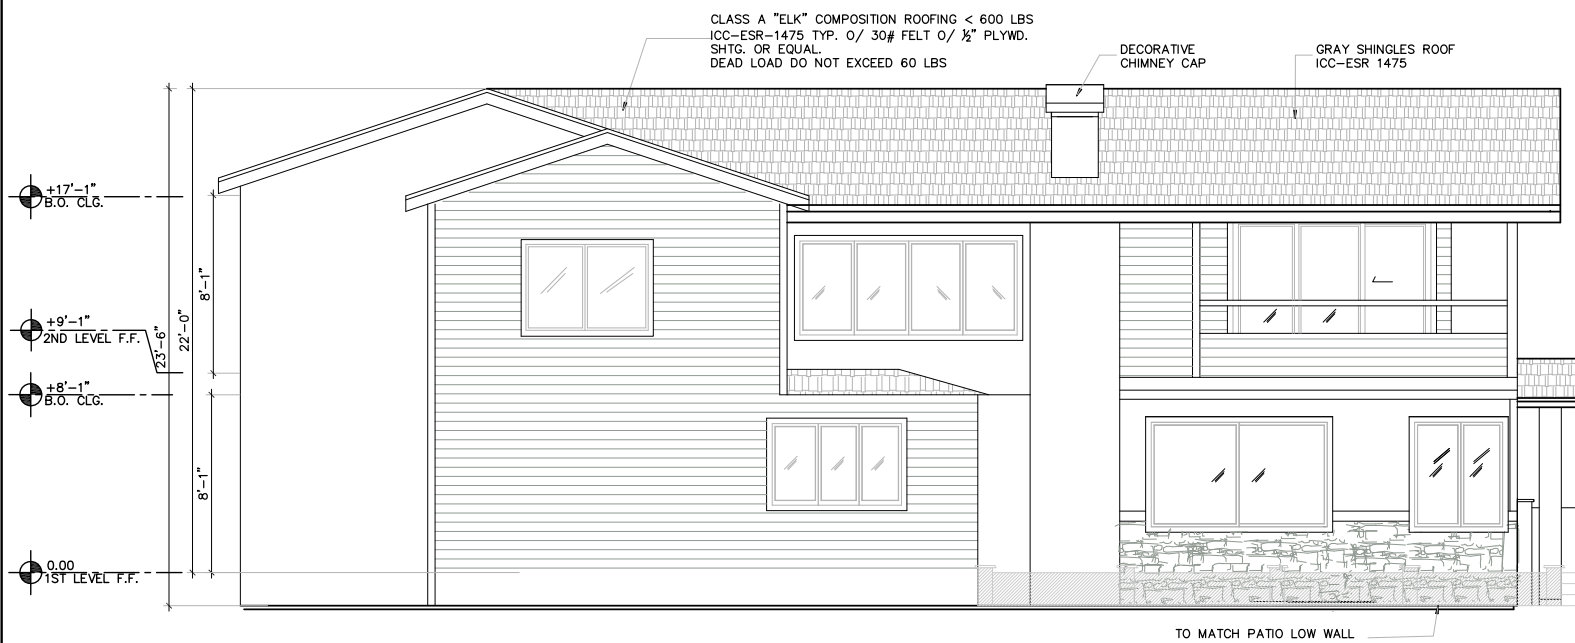 CLASS A "ELK" COMPOSITION ROOFING < 600 LBS
ICC-ESR-1475 TYP. O/ 30# FELT O/ ½" PLYWD.
SHTG. OR EQUAL.
DEAD LOAD DO NOT EXCEED 60 LBS
DECORATIVE
CHIMNEY CAP
GRAY SHINGLES ROOF
ICC-ESR 1475
+17'-1"
B.O. CLG.
8'-1"
+9'-1"
2ND LEVEL F.F.
23'-6"
22'-0"
+8'-1"
B.O. CLG.
8'-1"
0.00
1ST LEVEL F.F.
TO MATCH PATIO LOW WALL